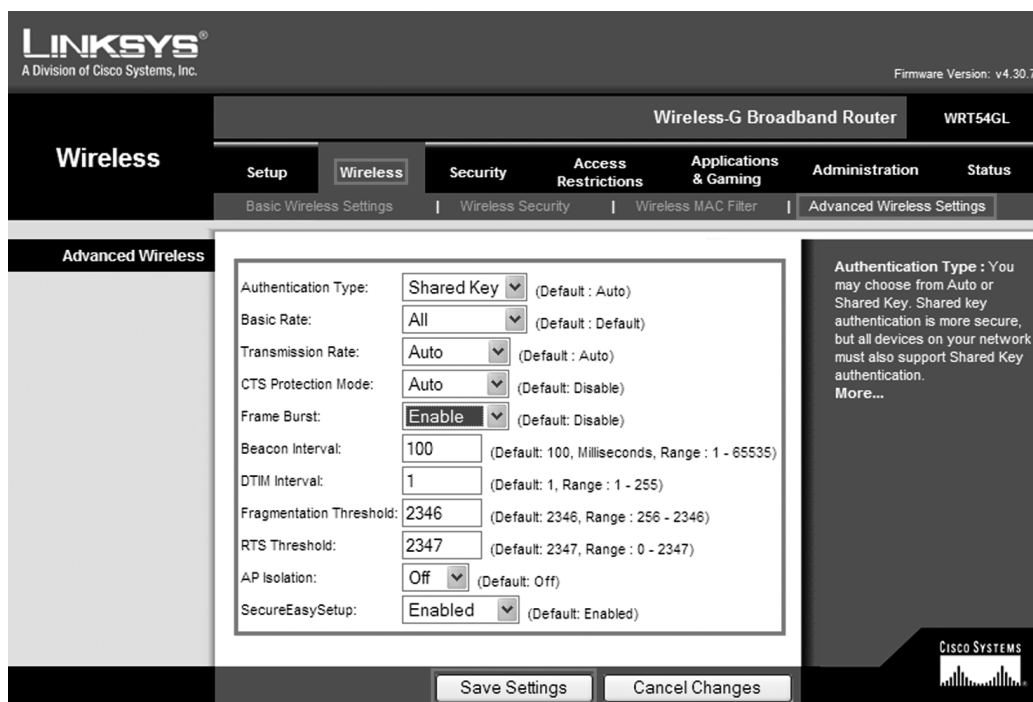 LINKSYS®
A Division of Cisco Systems, Inc.
Firmware Version: v4.30.7
Wireless-G Broadband Router
WRT54GL
Wireless
Setup
Wireless
Security
Access Restrictions
Applications & Gaming
Administration
Status
Basic Wireless Settings | Wireless Security | Wireless MAC Filter | Advanced Wireless Settings
Advanced Wireless
Authentication Type: Shared Key (Default : Auto)
Basic Rate: All (Default : Default)
Transmission Rate: Auto (Default : Auto)
CTS Protection Mode: Auto (Default: Disable)
Frame Burst: Enable (Default: Disable)
Beacon Interval: 100 (Default: 100, Milliseconds, Range : 1 - 65535)
DTIM Interval: 1 (Default: 1, Range : 1 - 255)
Fragmentation Threshold: 2346 (Default: 2346, Range : 256 - 2346)
RTS Threshold: 2347 (Default: 2347, Range : 0 - 2347)
AP Isolation: Off (Default: Off)
SecureEasySetup: Enabled (Default: Enabled)
Authentication Type : You
may choose from Auto or
Shared Key. Shared key
authentication is more secure,
but all devices on your network
must also support Shared Key
authentication.
More...
Save Settings
Cancel Changes
CISCO SYSTEMS